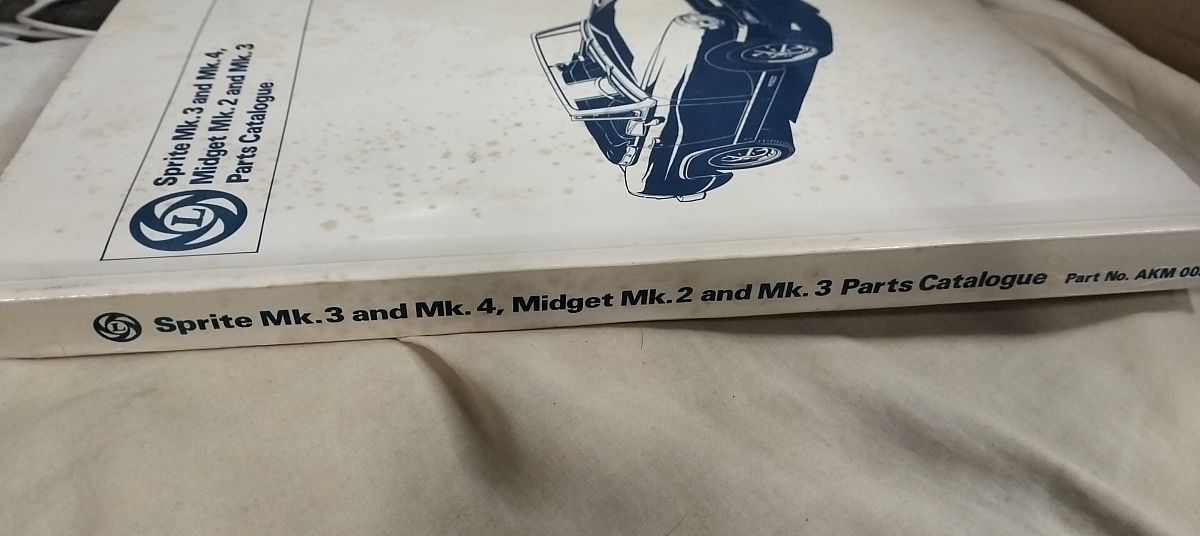 Sprite Mk.3 and Mk.4,
Midget Mk.2 and Mk.3
Parts Catalogue
L
L Sprite Mk.3 and Mk.4, Midget Mk.2 and Mk.3 Parts Catalogue Part No. AKM